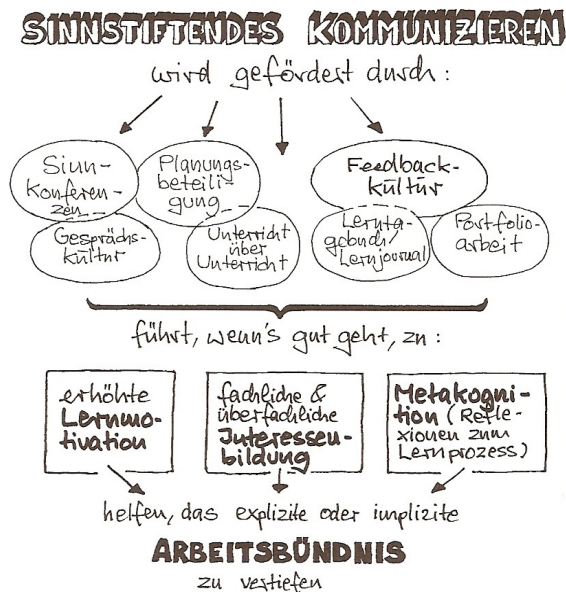 SINNSTIFTENDES KOMMUNIZIEREN
wird gefördert durch:
Sinn-
konferen-
zen
Planungs-
beteili-
gung
Feedback-
kultur
Gesprächs-
kultur
Unterricht
über
Unterricht
Lernta-
gebuch/
Lernjournal
Portfolio-
arbeit
führt, wenn's gut geht, zu:
erhöhte
Lernmo-
tivation
fachliche &
überfachliche
Interessen-
bildung
Metakogni-
tion (Refle-
xionen zum
Lernprozess)
helfen, das explizite oder implizite
ARBEITSBÜNDNIS
zu vertiefen